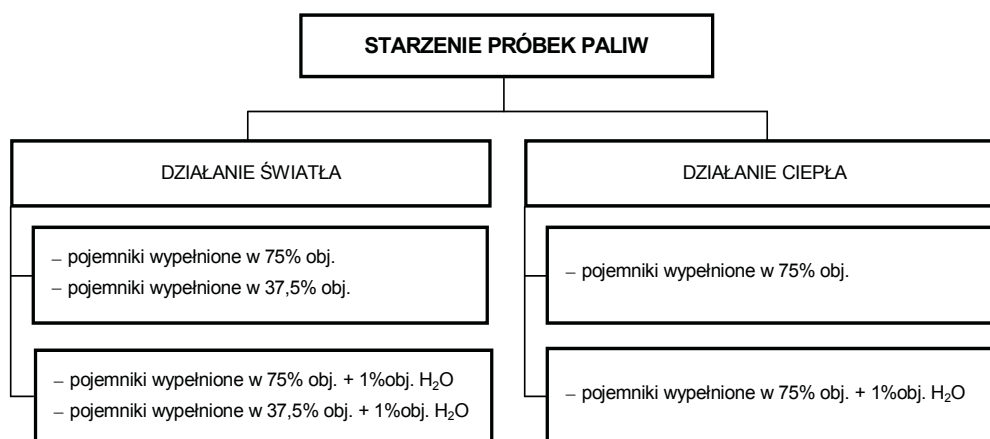 STARZENIE PRÓBEK PALIW
DZIAŁANIE ŚWIATŁA
– pojemniki wypełnione w 75% obj.
– pojemniki wypełnione w 37,5% obj.
– pojemniki wypełnione w 75% obj. + 1%obj. H₂O
– pojemniki wypełnione w 37,5% obj. + 1%obj. H₂O
DZIAŁANIE CIEPŁA
– pojemniki wypełnione w 75% obj.
– pojemniki wypełnione w 75% obj. + 1%obj. H₂O